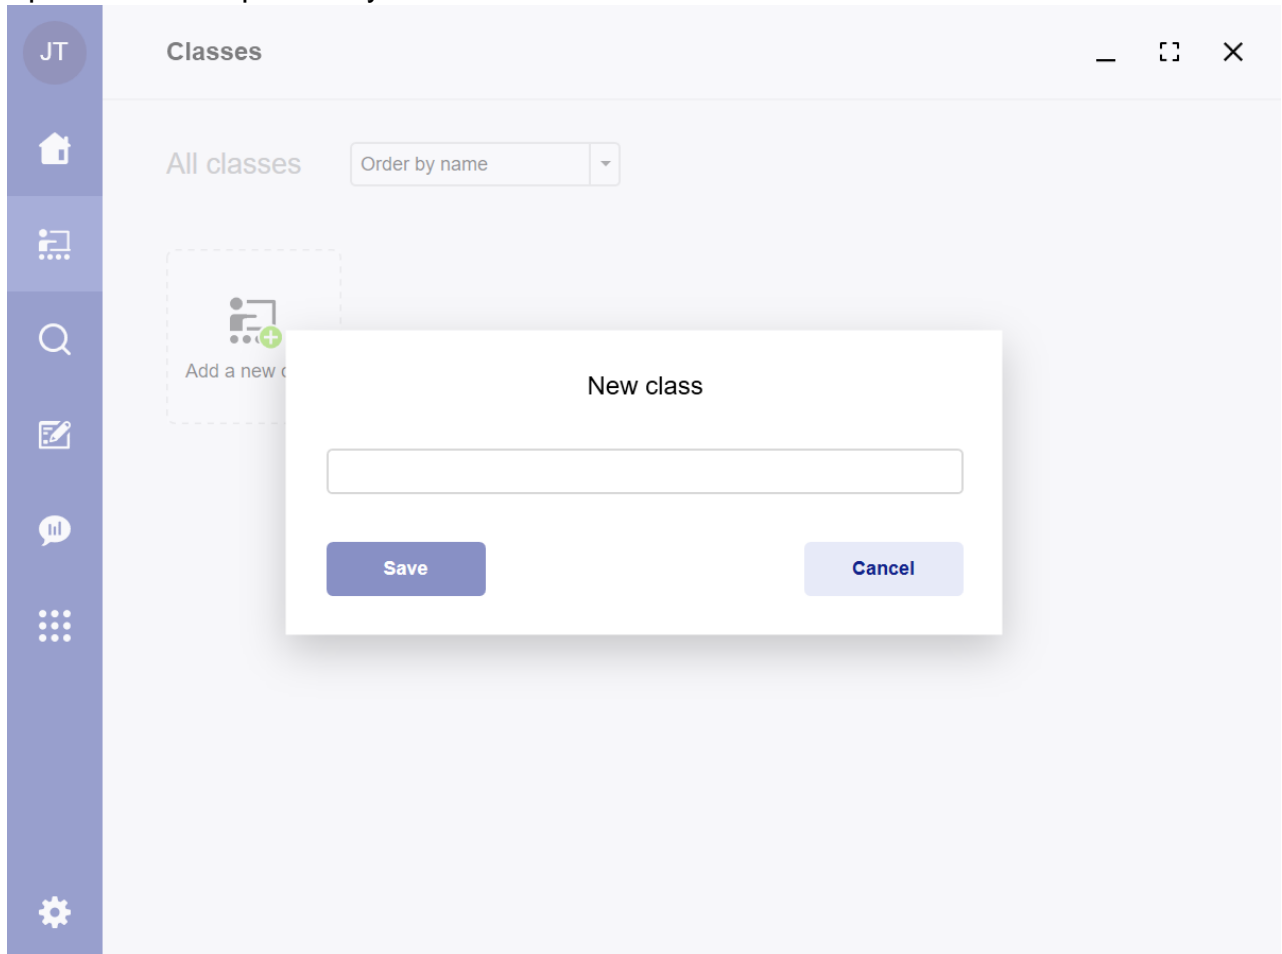 JT
Classes
All classes
Order by name
Add a new
New class
Save
Cancel